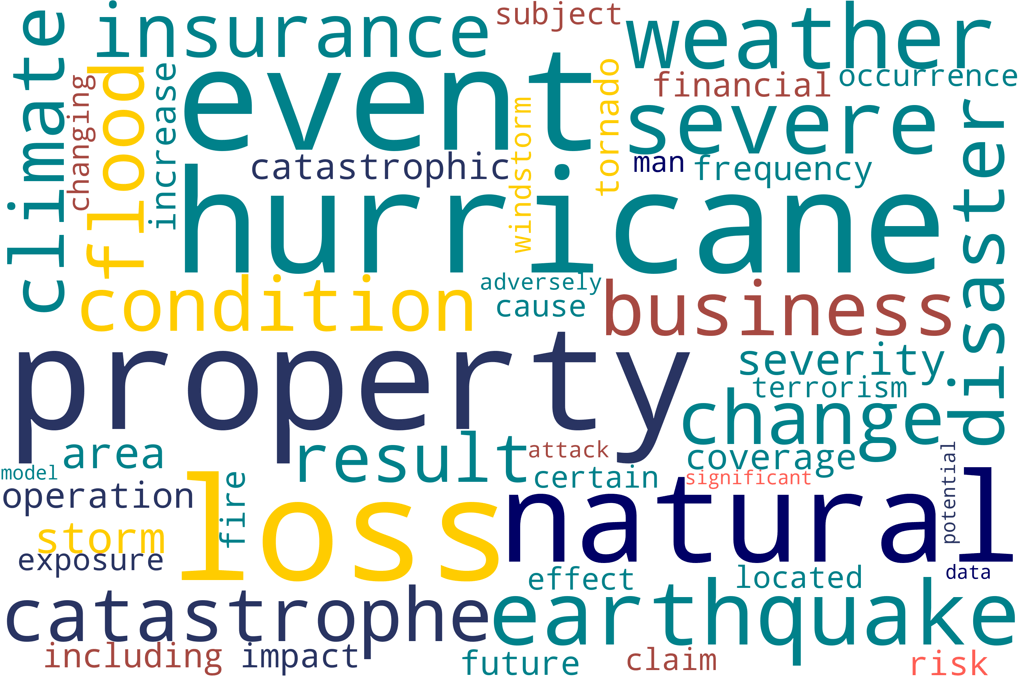 climate
insurance
subject
weather
changing
flood
increase
event
tornado
financial
occurrence
severe
windstorm
catastrophic
man
frequency
disaster
hurricane
condition
adversely
cause
business
property
severity
terrorism
change
area
result
attack
coverage
model
certain
significant
potential
operation
fire
loss
natural
storm
exposure
effect
located
data
catastrophe
earthquake
including
impact
future
claim
risk